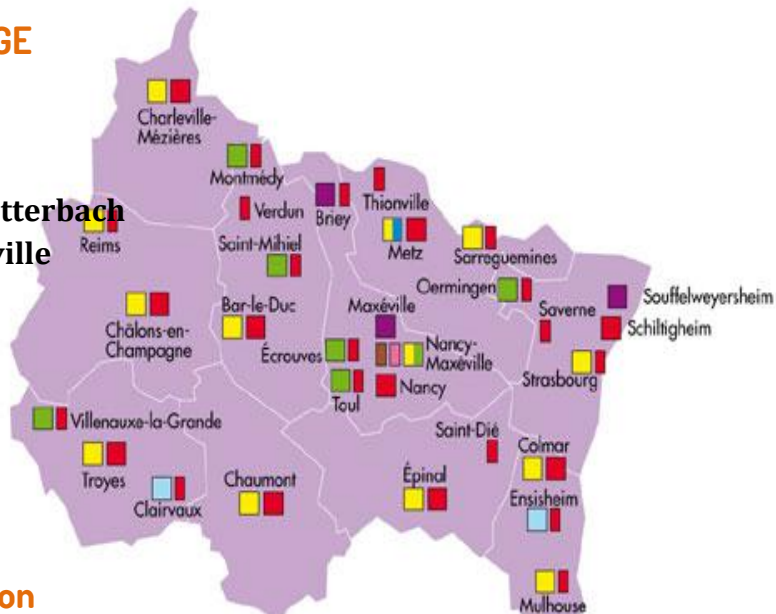 GE
Charleville-
Mézières
Montmédy
Thionville
tterbach
Verdun
Briey
Reims
ville
Saint-Mihiel
Metz
Sarreguemines
Oermingen
Souffelweyersheim
Bar-le-Duc
Maxéville
Saverne
Schiltigheim
Châlons-en-
Champagne
Écrouves
Nancy-
Maxéville
Strasbourg
Toul
Nancy
Villenauxe-la-Grande
Saint-Dié
Colmar
Troyes
Chaumont
Épinal
Ensisheim
Clairvaux
on
Mulhouse